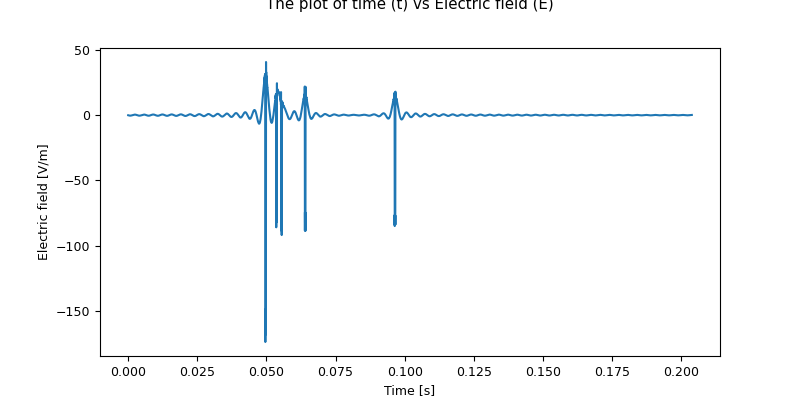 The plot of time (t) vs Electric field (E)
50
0
−50
−100
−150
Electric field [V/m]
0.000 0.025 0.050 0.075 0.100 0.125 0.150 0.175 0.200
Time [s]